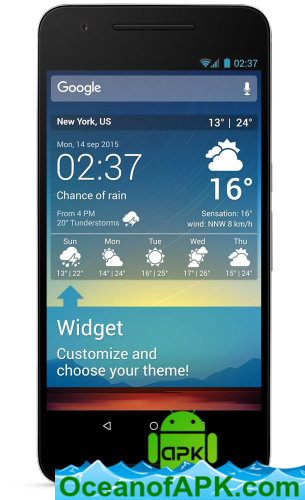 02:37
Google
New York, US 13° | 24°
Mon, 14 sep 2015
02:37
Chance of rain
16°
From 4 PM
20° Tunderstorms
Sensation: 16°
wind: NNW 8 km/h
Sun Mon Tue Wed Thu
13° | 22° 14° | 24° 16° | 25° 17° | 26° 15° | 24°
Widget
Customize and
choose your theme!
apk
OceanofAPK.com